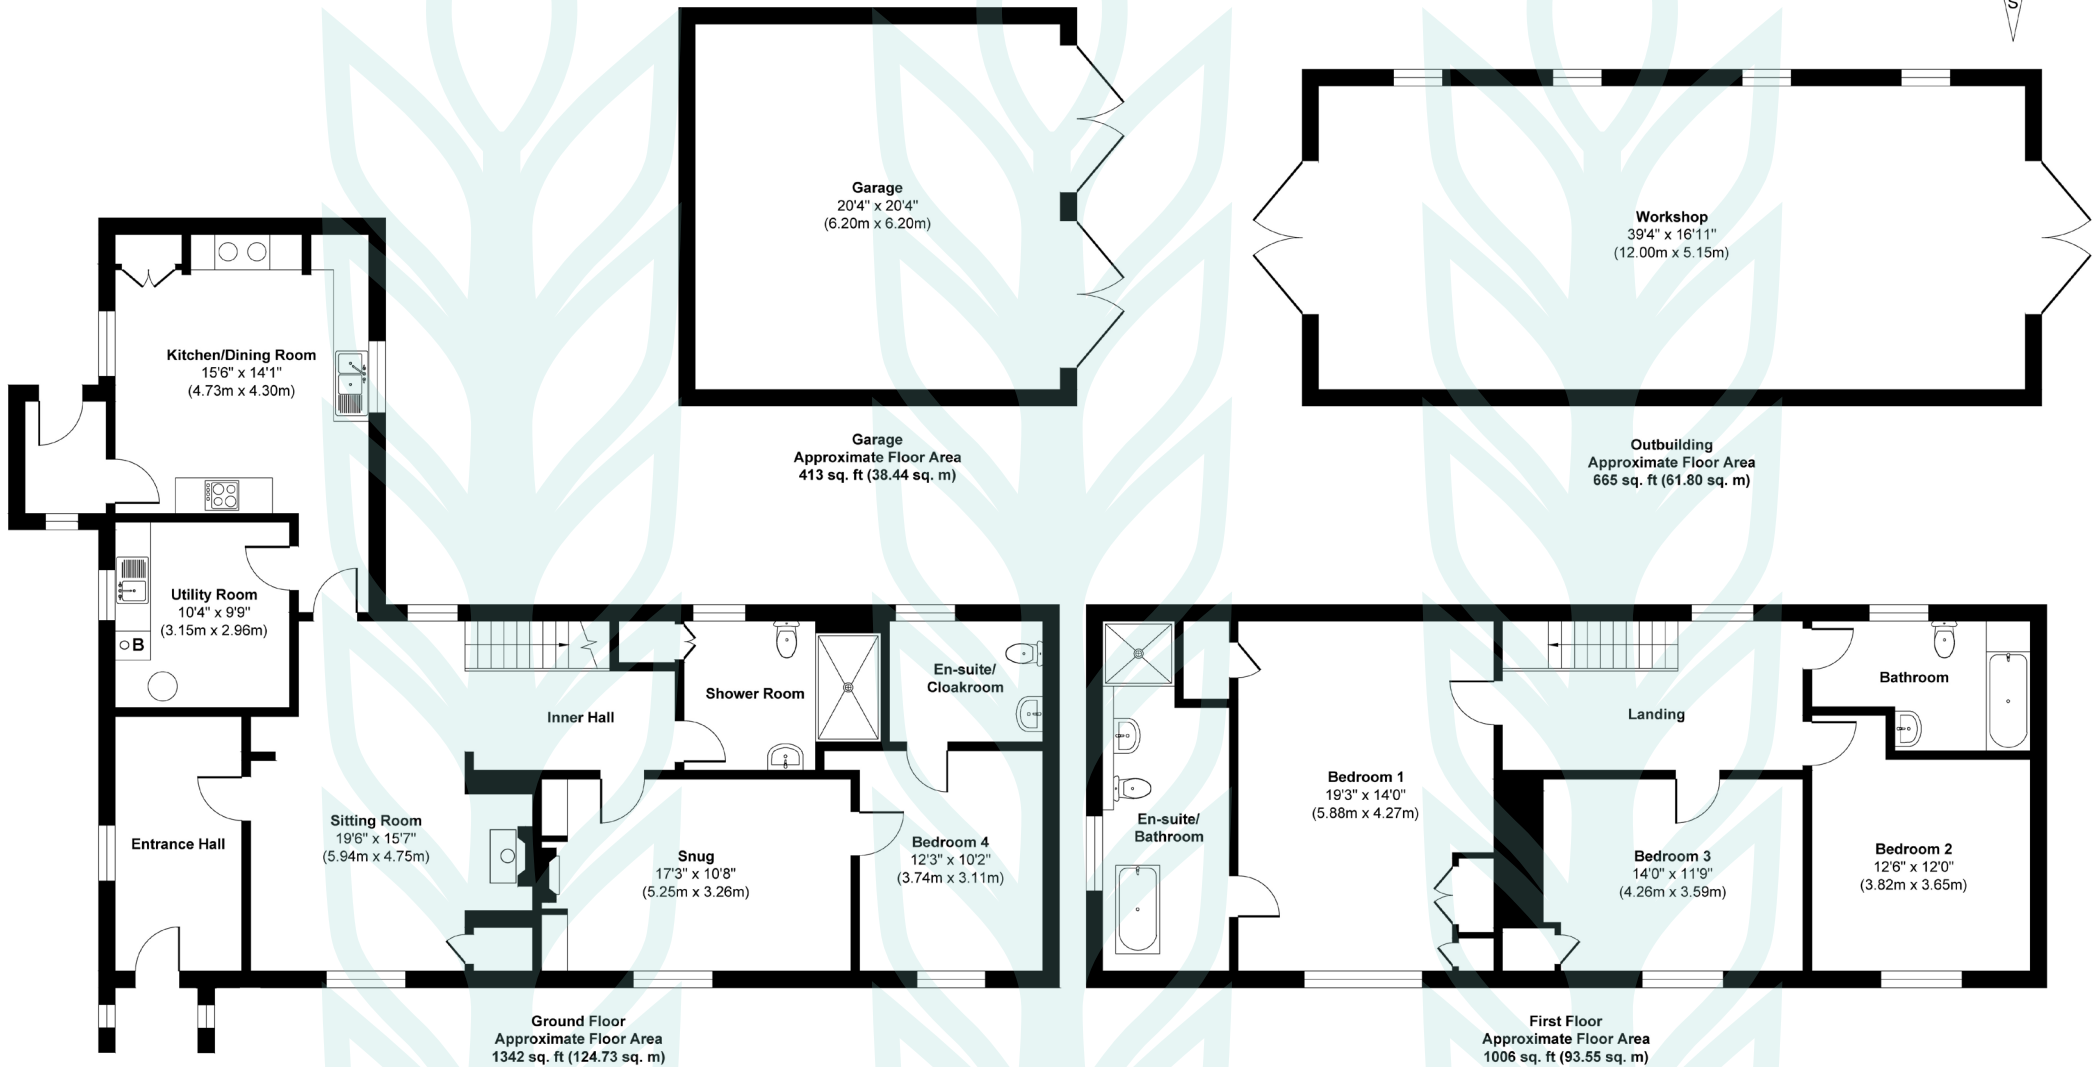 S
Garage
20'4" x 20'4"
(6.20m x 6.20m)
Workshop
39'4" x 16'11"
(12.00m x 5.15m)
Kitchen/Dining Room
15'6" x 14'1"
(4.73m x 4.30m)
Garage
Approximate Floor Area
413 sq. ft (38.44 sq. m)
Outbuilding
Approximate Floor Area
665 sq. ft (61.80 sq. m)
Utility Room
10'4" x 9'9"
(3.15m x 2.96m)
B
Inner Hall
Shower Room
En-suite/
Cloakroom
Entrance Hall
Sitting Room
19'6" x 15'7"
(5.94m x 4.75m)
Snug
17'3" x 10'8"
(5.25m x 3.26m)
Bedroom 4
12'3" x 10'2"
(3.74m x 3.11m)
En-suite/
Bathroom
Bedroom 1
19'3" x 14'0"
(5.88m x 4.27m)
Landing
Bathroom
Bedroom 3
14'0" x 11'9"
(4.26m x 3.59m)
Bedroom 2
12'6" x 12'0"
(3.82m x 3.65m)
Ground Floor
Approximate Floor Area
1342 sq. ft (124.73 sq. m)
First Floor
Approximate Floor Area
1006 sq. ft (93.55 sq. m)